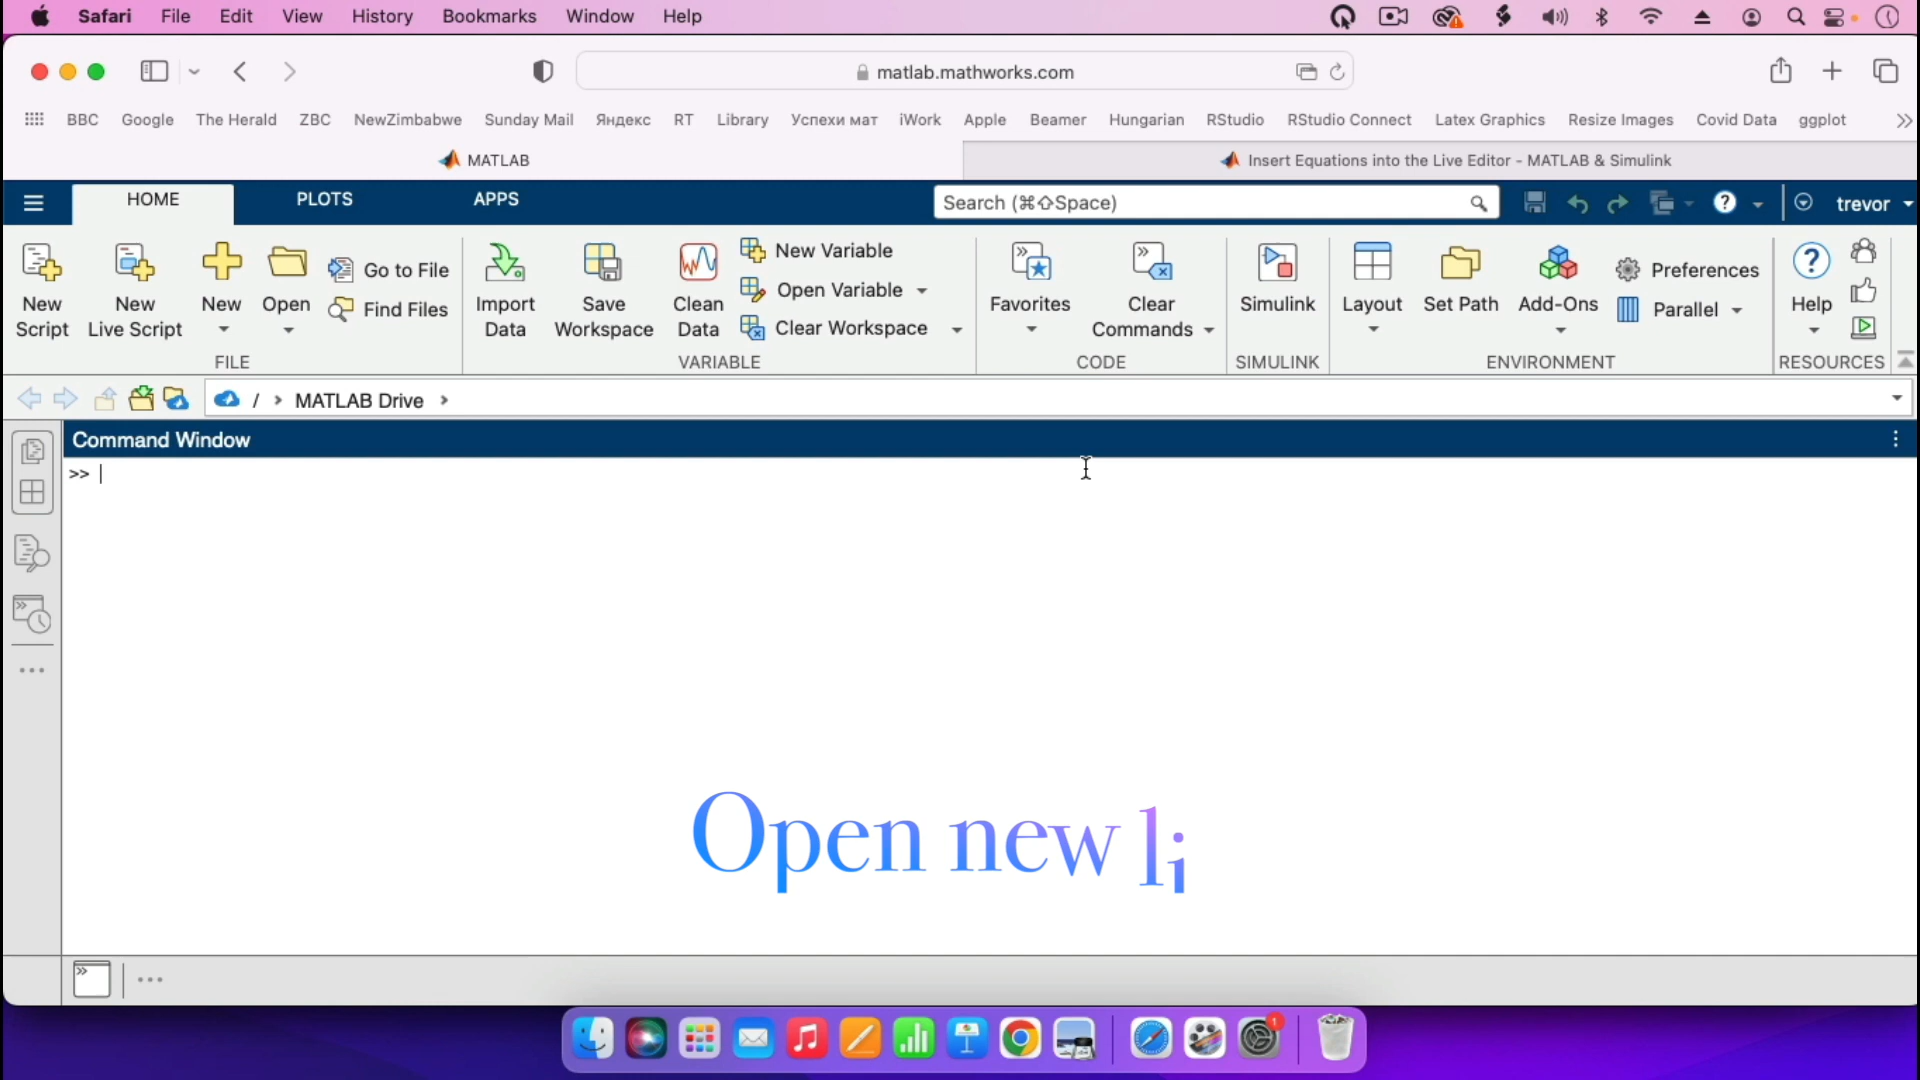 Safari File Edit View History Bookmarks Window Help
matlab.mathworks.com
BBC Google The Herald ZBC NewZimbabwe Sunday Mail Яндекс RT Library Успехи мат iWork Apple Beamer Hungarian RStudio RStudio Connect Latex Graphics Resize Images Covid Data ggplot
MATLAB Insert Equations into the Live Editor - MATLAB & Simulink
HOME PLOTS APPS Search (⌘⇧Space) trevor
New Script
New Live Script
New
Open
Go to File
Find Files
FILE
Import Data
Save Workspace
Clean Data
New Variable
Open Variable
Clear Workspace
VARIABLE
Favorites
Clear Commands
CODE
Simulink
SIMULINK
Layout
Set Path
Add-Ons
Preferences
Parallel
ENVIRONMENT
Help
RESOURCES
/ › MATLAB Drive ›
Command Window
>>
Open new li
1